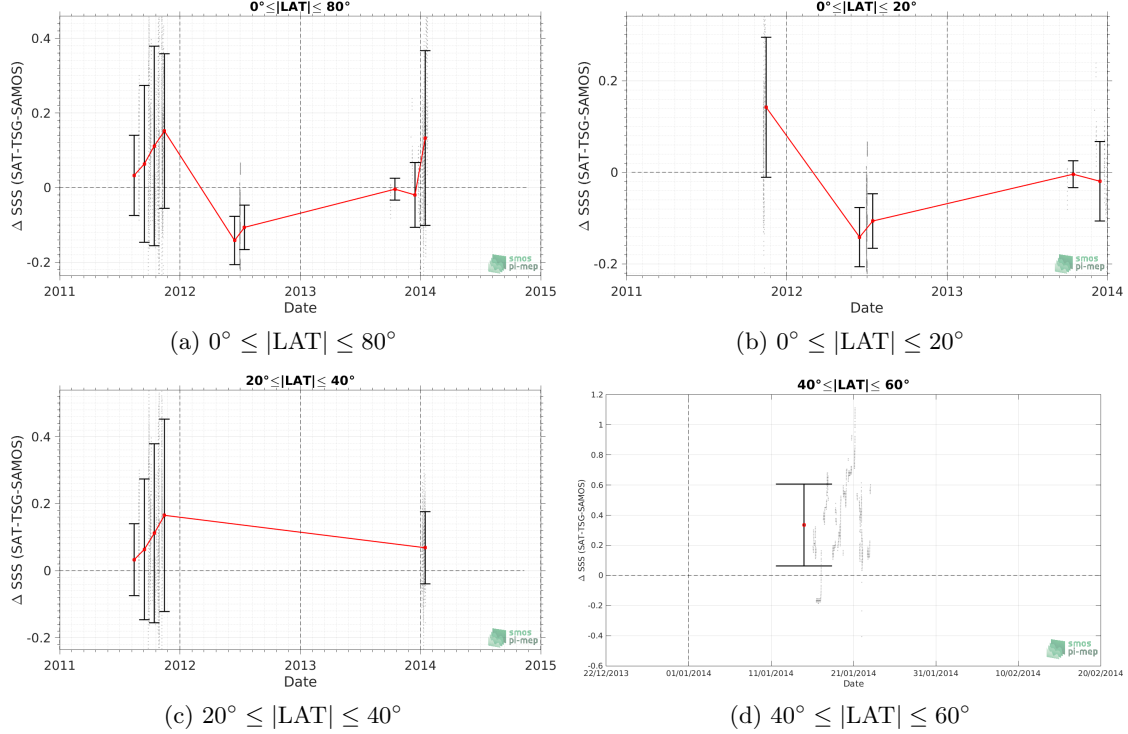 0°≤|LAT|≤ 80°
Δ SSS (SAT-TSG-SAMOS)
0.4
0.2
0
-0.2
2011
2012
2013
2014
2015
Date
smos
pi-mep
(a) 0° ≤ |LAT| ≤ 80°
0°≤|LAT|≤ 20°
Δ SSS (SAT-TSG-SAMOS)
0.2
0
-0.2
2011
2012
2013
2014
Date
smos
pi-mep
(b) 0° ≤ |LAT| ≤ 20°
20°≤|LAT|≤ 40°
Δ SSS (SAT-TSG-SAMOS)
0.4
0.2
0
-0.2
2011
2012
2013
2014
2015
Date
smos
pi-mep
(c) 20° ≤ |LAT| ≤ 40°
40°≤|LAT|≤ 60°
Δ SSS (SAT-TSG-SAMOS)
1.2
1
0.8
0.6
0.4
0.2
0
-0.2
-0.4
-0.6
22/12/2013
01/01/2014
11/01/2014
21/01/2014
31/01/2014
10/02/2014
20/02/2014
Date
smos
pi-mep
(d) 40° ≤ |LAT| ≤ 60°